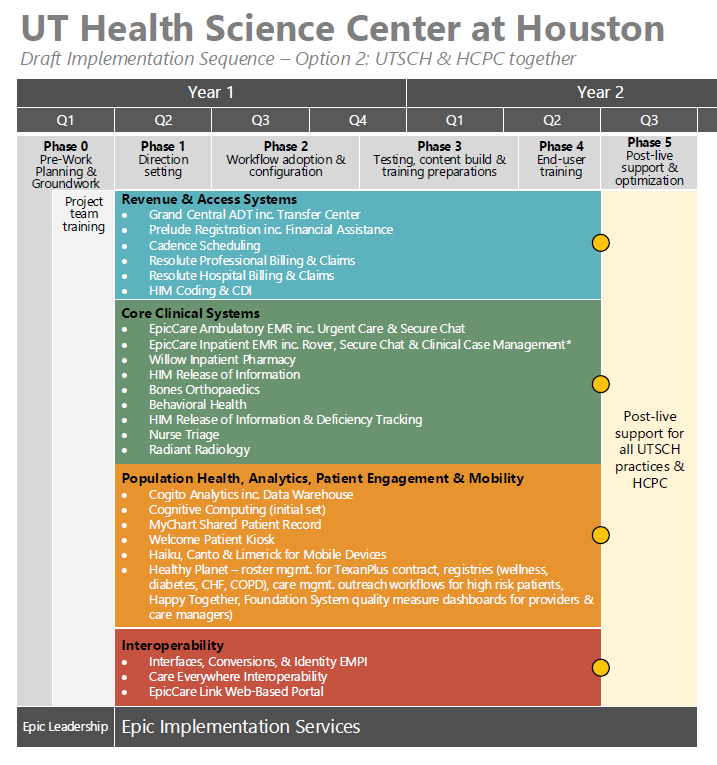 UT Health Science Center at Houston
Draft Implementation Sequence – Option 2: UTSCH & HCPC together
Year 1
Year 2
Q1
Q2
Q3
Q4
Q1
Q2
Q3
Phase 0
Pre-Work
Planning &
Groundwork
Phase 1
Direction
setting
Phase 2
Workflow adoption &
configuration
Phase 3
Testing, content build &
training preparations
Phase 4
End-user
training
Phase 5
Post-live
support &
optimization
Project
team
training
Revenue & Access Systems
• Grand Central ADT inc. Transfer Center
• Prelude Registration inc. Financial Assistance
• Cadence Scheduling
• Resolute Professional Billing & Claims
• Resolute Hospital Billing & Claims
• HIM Coding & CDI
Core Clinical Systems
• EpicCare Ambulatory EMR inc. Urgent Care & Secure Chat
• EpicCare Inpatient EMR inc. Rover, Secure Chat & Clinical Case Management*
• Willow Inpatient Pharmacy
• HIM Release of Information
• Bones Orthopaedics
• Behavioral Health
• HIM Release of Information & Deficiency Tracking
• Nurse Triage
• Radiant Radiology
Population Health, Analytics, Patient Engagement & Mobility
• Cogito Analytics inc. Data Warehouse
• Cognitive Computing (initial set)
• MyChart Shared Patient Record
• Welcome Patient Kiosk
• Haiku, Canto & Limerick for Mobile Devices
• Healthy Planet – roster mgmt. for TexanPlus contract, registries (wellness,
diabetes, CHF, COPD), care mgmt. outreach workflows for high risk patients,
Happy Together, Foundation System quality measure dashboards for providers &
care managers)
Interoperability
• Interfaces, Conversions, & Identity EMPI
• Care Everywhere Interoperability
• EpicCare Link Web-Based Portal
Post-live
support for
all UTSCH
practices &
HCPC
Epic Leadership
Epic Implementation Services